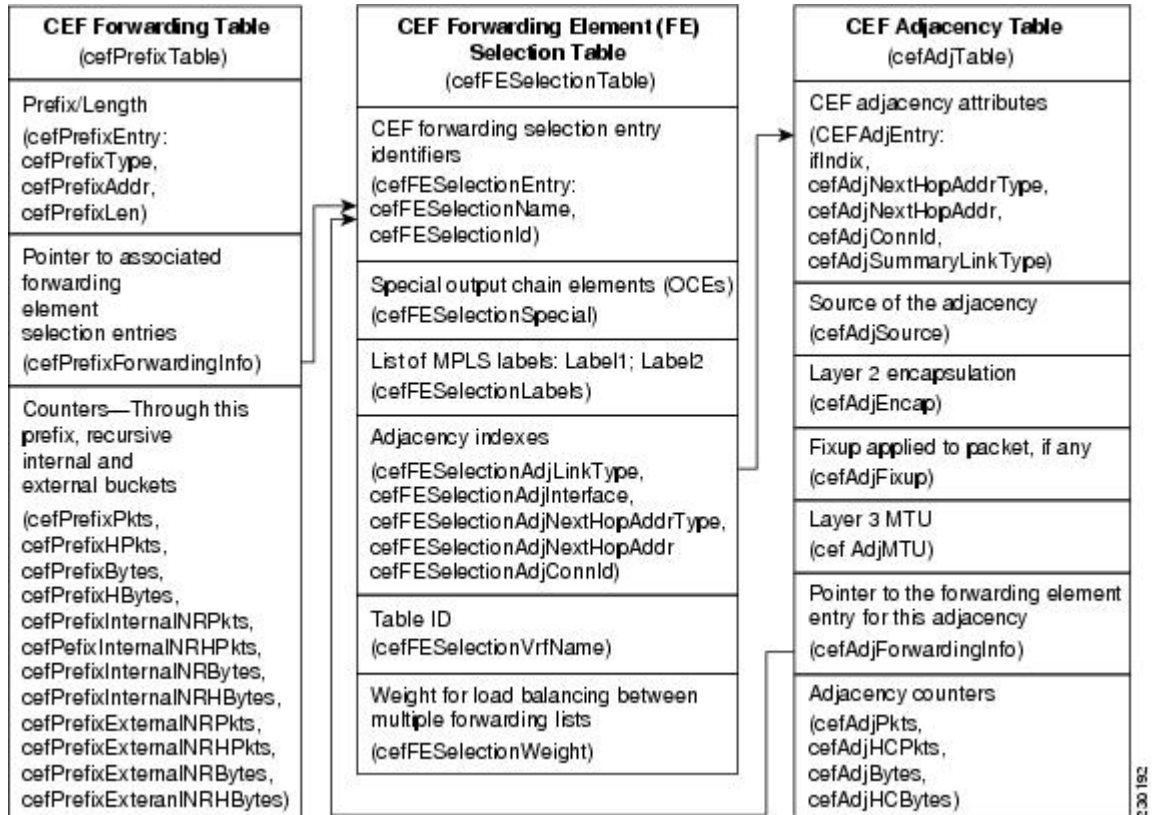 CEF Forwarding Table
(cefPrefixTable)
Prefix/Length
(cefPrefixEntry:
cefPrefixType,
cefPrefixAddr,
cefPrefixLen)
Pointer to associated
forwarding
element
selection entries
(cefPrefixForwardingInfo)
Counters—Through this
prefix, recursive
internal and
external buckets
(cefPrefixPkts,
cefPrefixHPkts,
cefPrefixBytes,
cefPrefixHBytes,
cefPrefixInternalNRPkts,
cefPefixInternalNRHPkts,
cefPrefixInternalNRBytes,
cefPrefixInternalNRHBytes,
cefPrefixExternalNRPkts,
cefPrefixExternalNRHPkts,
cefPrefixExternalNRBytes,
cefPrefixExteranlNRHBytes)
CEF Forwarding Element (FE)
Selection Table
(cefFESelectionTable)
CEF forwarding selection entry
identifiers
(cefFESelectionEntry:
cefFESelectionName,
cefFESelectionId)
Special output chain elements (OCEs)
(cefFESelectionSpecial)
List of MPLS labels: Label1; Label2
(cefFESelectionLabels)
Adjacency indexes
(cefFESelectionAdjLinkType,
cefFESelectionAdjInterface,
cefFESelectionAdjNextHopAddrType,
cefFESelectionAdjNextHopAddr
cefFESelectionAdjConnId)
Table ID
(cefFESelectionVrfName)
Weight for load balancing between
multiple forwarding lists
(cefFESelectionWeight)
CEF Adjacency Table
(cefAdjTable)
CEF adjacency attributes
(CEFAdjEntry:
ifIndix,
cefAdjNextHopAddrType,
cefAdjNextHopAddr,
cefAdjConnId,
cefAdjSummaryLinkType)
Source of the adjacency
(cefAdjSource)
Layer 2 encapsulation
(cefAdjEncap)
Fixup applied to packet, if any
(cefAdjFixup)
Layer 3 MTU
(cef AdjMTU)
Pointer to the forwarding element
entry for this adjacency
(cefAdjForwardingInfo)
Adjacency counters
(cefAdjPkts,
cefAdjHCPkts,
cefAdjBytes,
cefAdjHCBytes)
230192